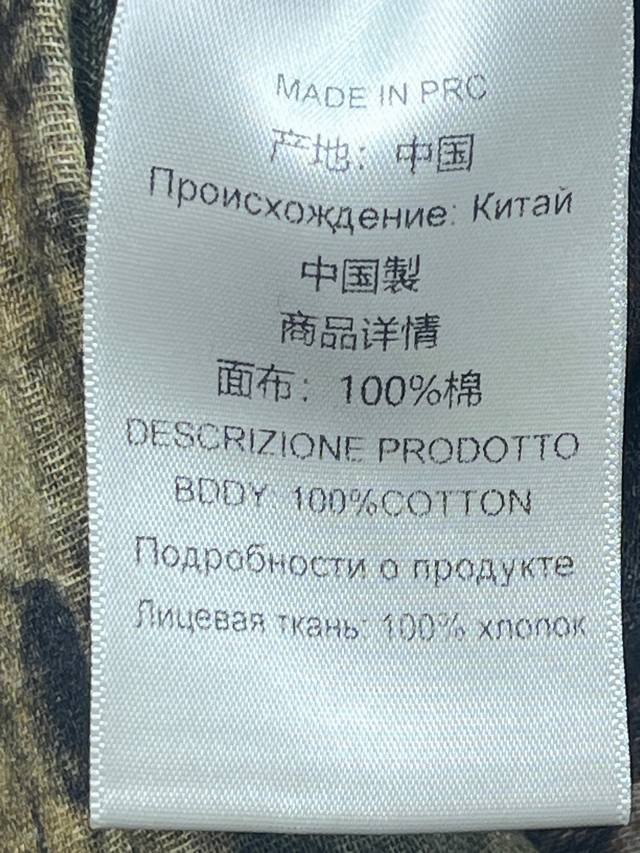 MADE IN PRC
产地：中国
Происхождение: Китай
中国製
商品详情
面布：100%棉
DESCRIZIONE PRODOTTO
BDDY: 100%COTTON
Подробности о продукте
Лицевая ткань: 100% хлопок